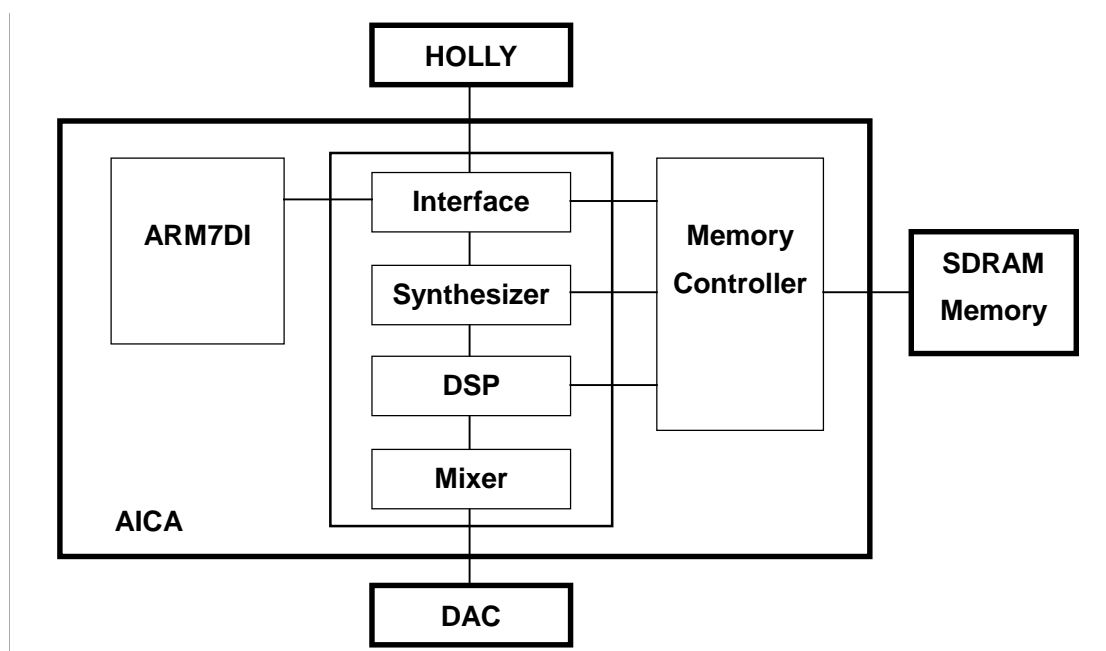 HOLLY
Interface
ARM7DI
Memory
Controller
SDRAM
Memory
Synthesizer
DSP
Mixer
AICA
DAC